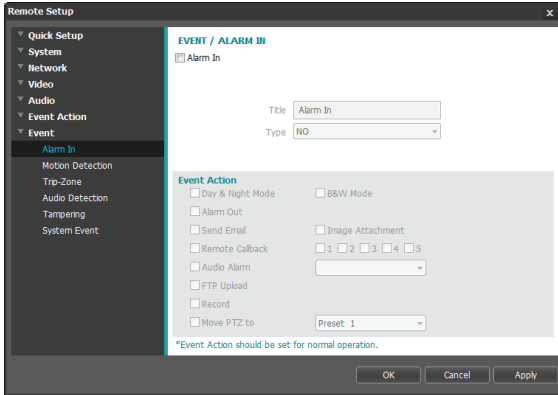 Remote Setup x
Quick Setup
System
Network
Video
Audio
Event Action
Event
Alarm In
Motion Detection
Trip-Zone
Audio Detection
Tampering
System Event
EVENT / ALARM IN
Alarm In
Title Alarm In
Type NO
Event Action
Day & Night Mode B&W Mode
Alarm Out
Send Email Image Attachment
Remote Callback 1 2 3 4 5
Audio Alarm
FTP Upload
Record
Move PTZ to Preset 1
*Event Action should be set for normal operation.
OK Cancel Apply